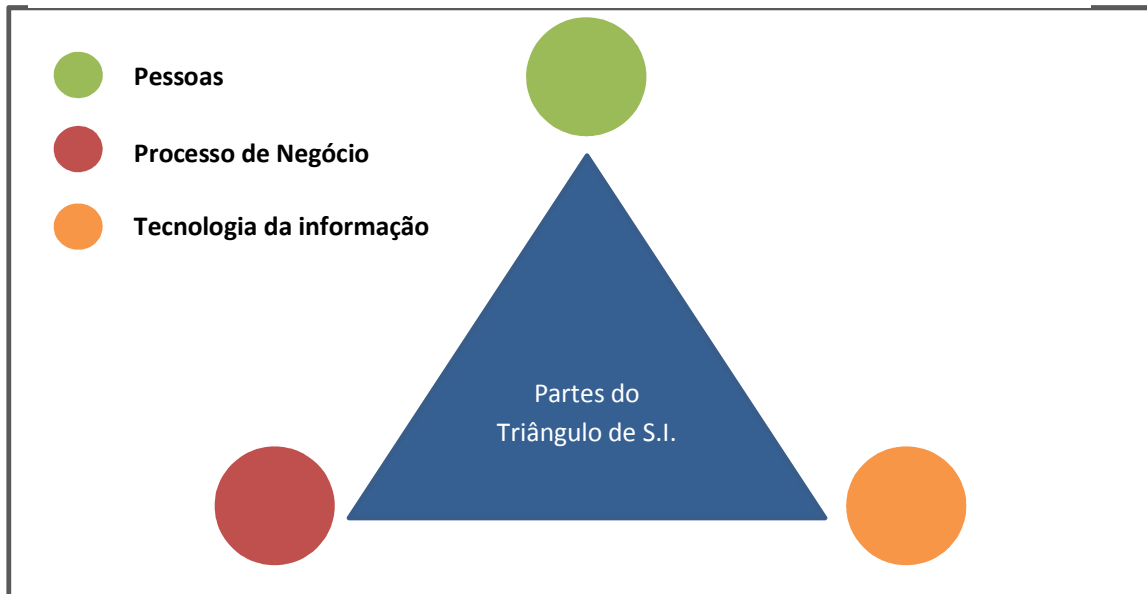 Pessoas
Processo de Negócio
Tecnologia da informação
Partes do
Triângulo de S.I.